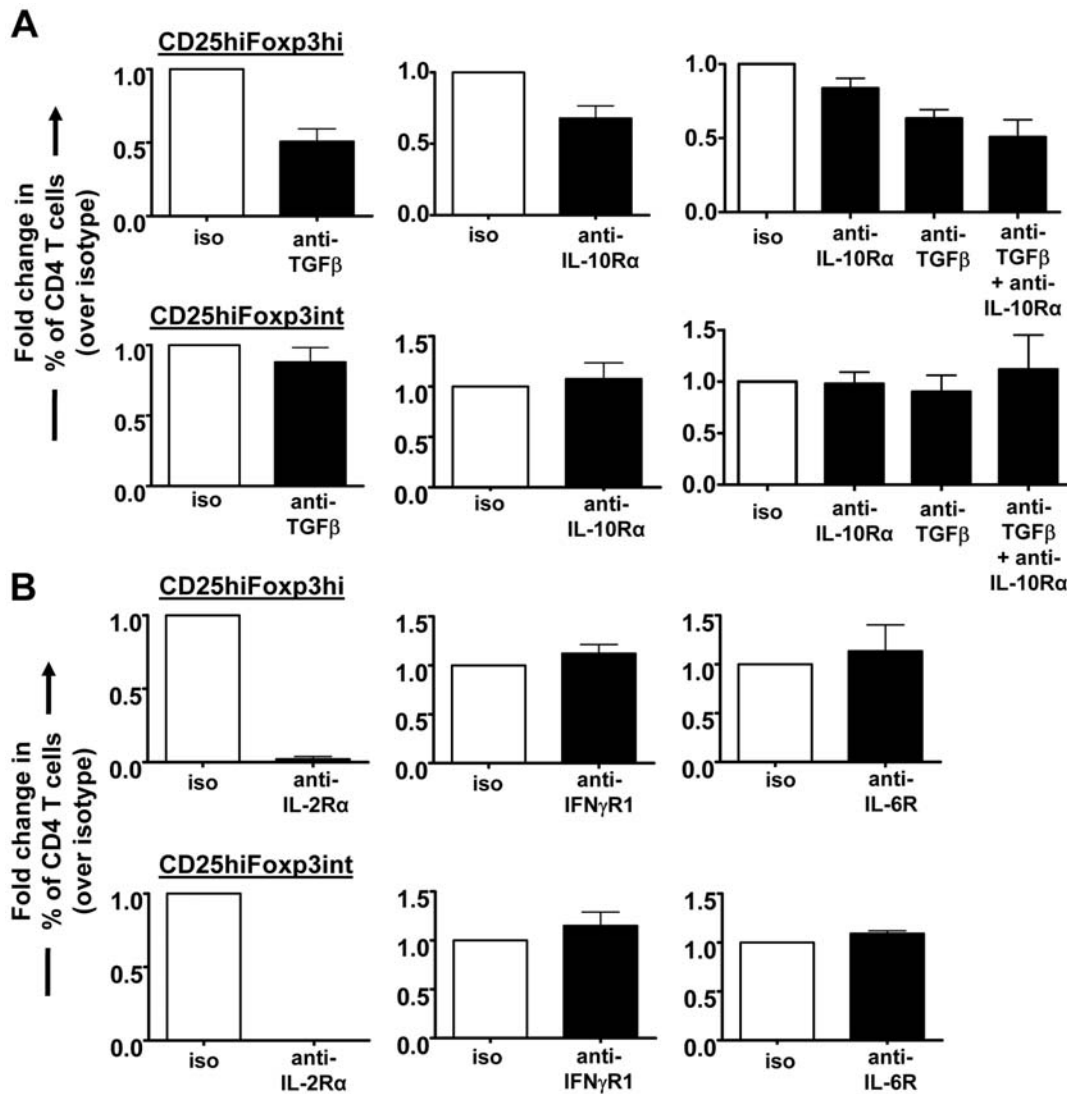 A
CD25hiFoxp3hi
Fold change in
% of CD4 T cells
(over isotype)
1.0
0.5
0.0
iso
anti-
TGFβ
1.0
0.5
0.0
iso
anti-
IL-10Rα
1.0
0.5
0.0
iso
anti-
IL-10Rα
anti-
TGFβ
anti-
TGFβ
+ anti-
IL-10Rα
CD25hiFoxp3int
1.0
0.5
0.0
iso
anti-
TGFβ
1.5
1.0
0.5
0.0
iso
anti-
IL-10Rα
1.5
1.0
0.5
0.0
iso
anti-
IL-10Rα
anti-
TGFβ
anti-
TGFβ
+ anti-
IL-10Rα
B
CD25hiFoxp3hi
Fold change in
% of CD4 T cells
(over isotype)
1.0
0.5
0.0
iso
anti-
IL-2Rα
1.5
1.0
0.5
0.0
iso
anti-
IFNγR1
1.5
1.0
0.5
0.0
iso
anti-
IL-6R
CD25hiFoxp3int
1.0
0.5
0.0
iso
anti-
IL-2Rα
1.5
1.0
0.5
0.0
iso
anti-
IFNγR1
1.5
1.0
0.5
0.0
iso
anti-
IL-6R